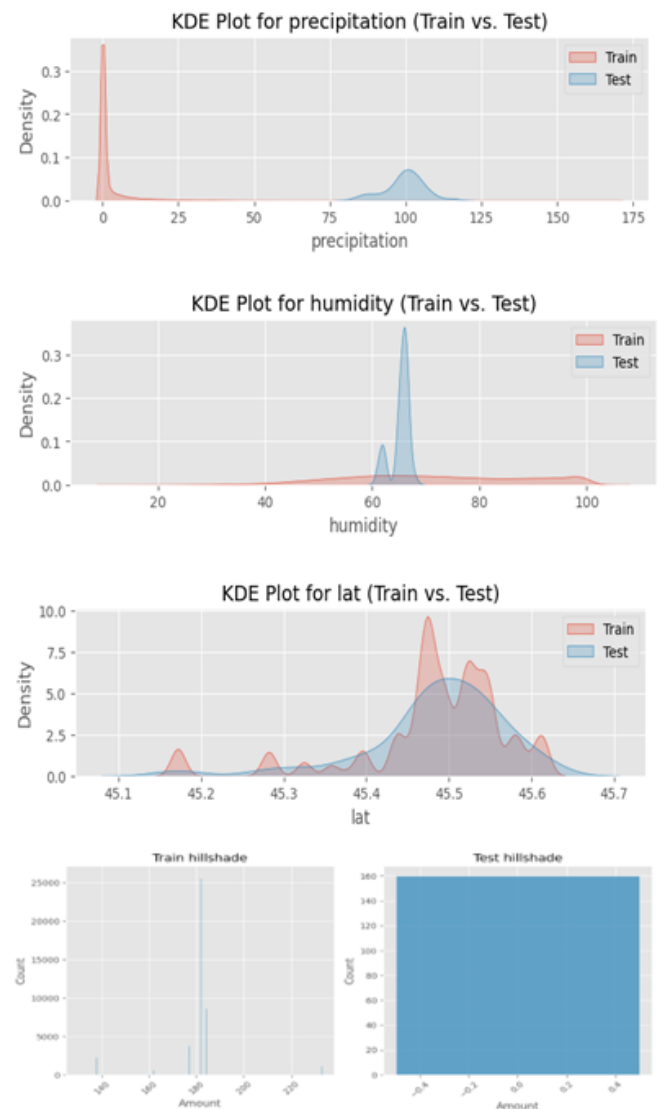 KDE Plot for precipitation (Train vs. Test)
Train
Test
Density
0.3
0.2
0.1
0.0
0 25 50 75 100 125 150 175
precipitation
KDE Plot for humidity (Train vs. Test)
Train
Test
Density
0.3
0.2
0.1
0.0
20 40 60 80 100
humidity
KDE Plot for lat (Train vs. Test)
Train
Test
Density
10.0
7.5
5.0
2.5
0.0
45.1 45.2 45.3 45.4 45.5 45.6 45.7
lat
Train hillshade
Count
25000
20000
15000
10000
5000
0
140 160 180 200 220
Amount
Test hillshade
Count
160
140
120
100
80
60
40
20
0
−0.4 −0.2 0.0 0.2 0.4
Amount